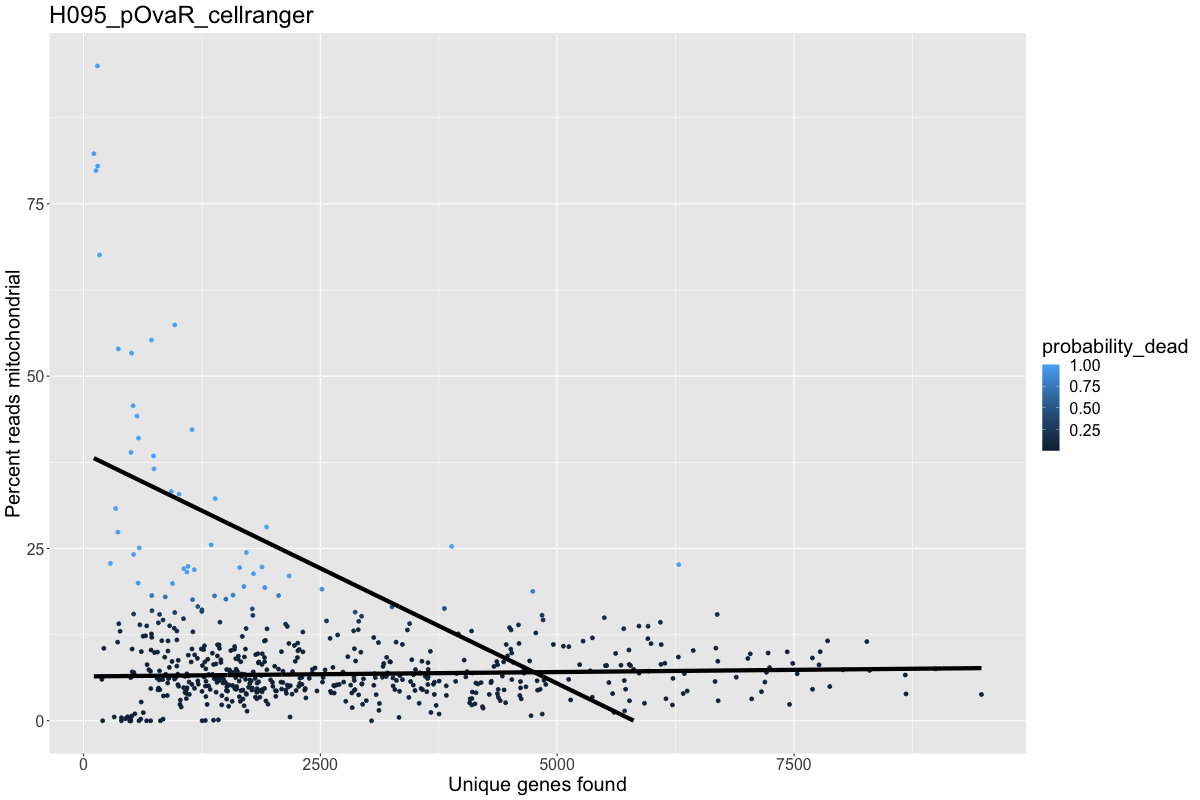 H095_pOvaR_cellranger
Percent reads mitochondrial
75
50
25
0
0 2500 5000 7500
Unique genes found
probability_dead
1.00
0.75
0.50
0.25